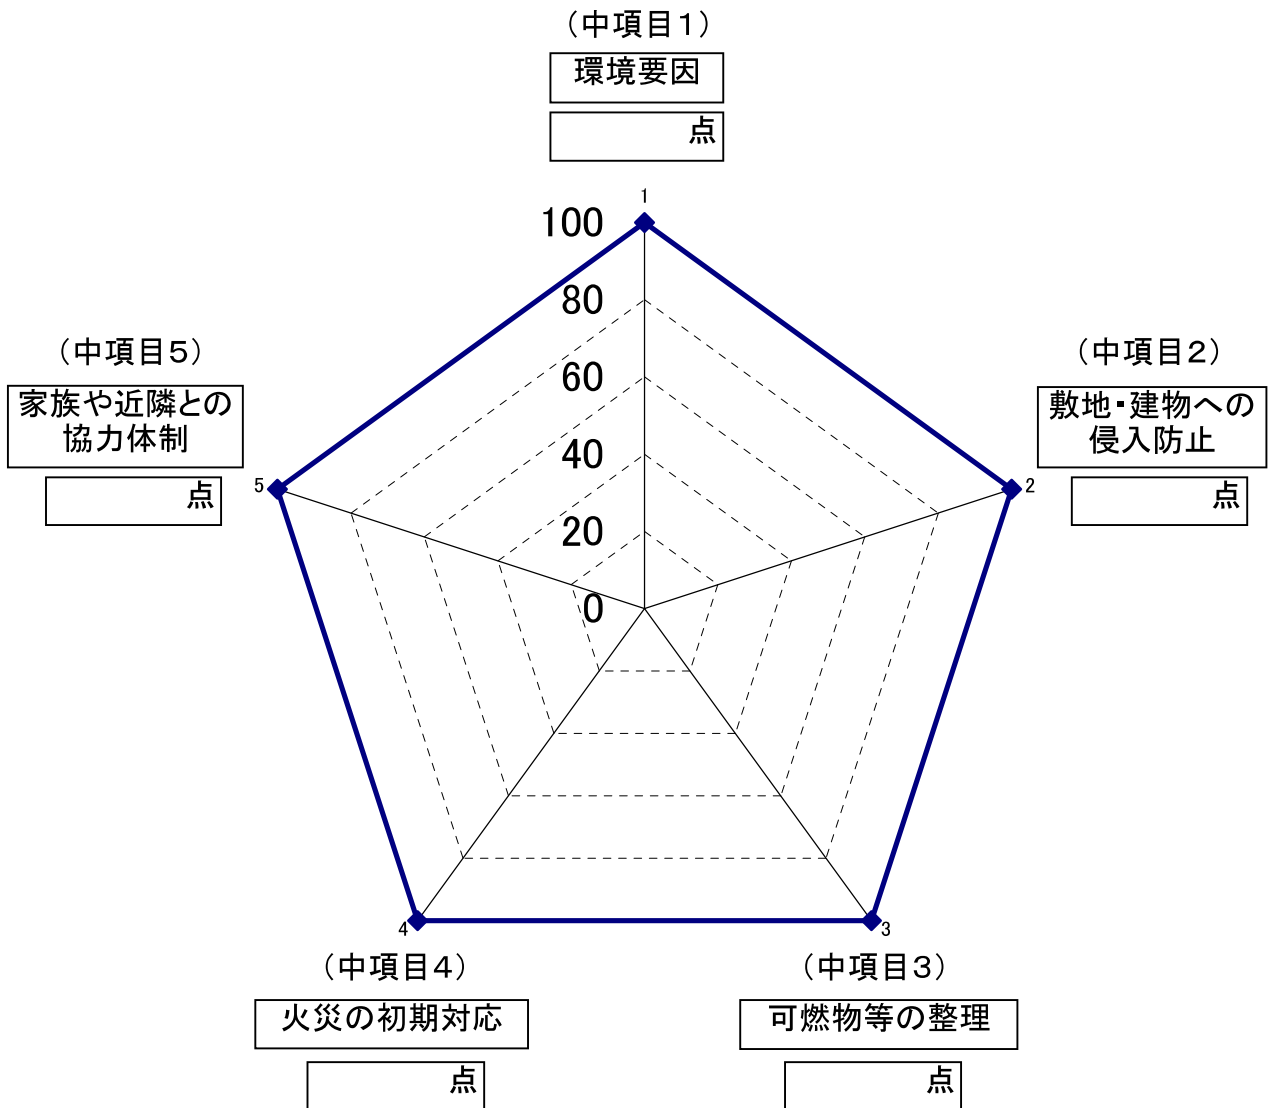 （中項目１）
環境要因
点
1
100
80
60
40
20
0
（中項目２）
敷地・建物への
侵入防止
点
2
（中項目５）
家族や近隣との
協力体制
点
5
4
3
（中項目４）
火災の初期対応
点
（中項目３）
可燃物等の整理
点